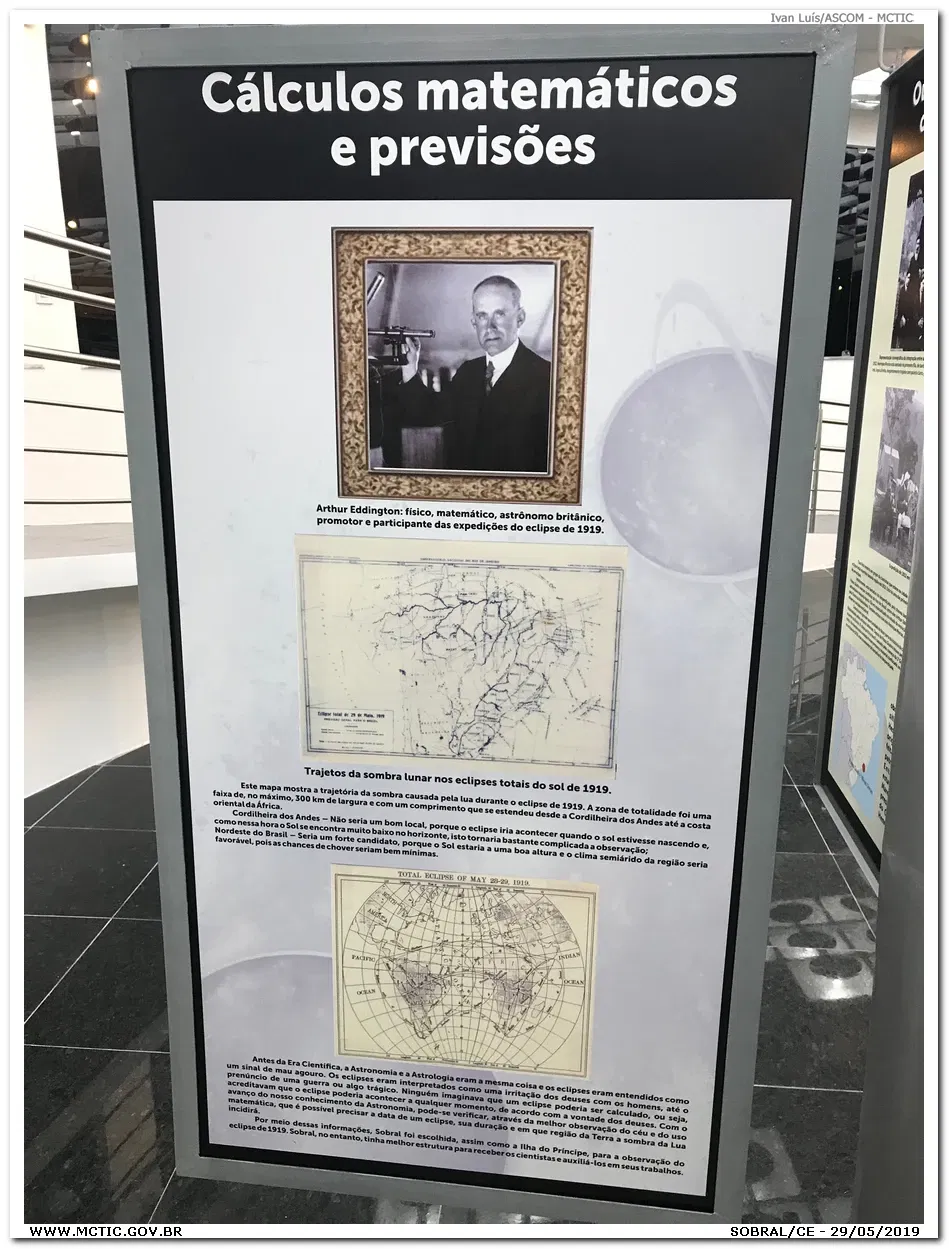 Ivan Luís/ASCOM - MCTIC
Cálculos matemáticos
e previsões
Arthur Eddington: físico, matemático, astrônomo britânico,
promotor e participante das expedições do eclipse de 1919.
Eclipse total de 29 de Maio, 1919
Trajetos da sombra lunar nos eclipses totais do sol de 1919.
Este mapa mostra a trajetória da sombra causada pela lua durante o eclipse de 1919. A zona de totalidade foi uma
faixa de, no máximo, 300 km de largura e com um comprimento que se estendeu desde a Cordilheira dos Andes até a costa
oriental da África.
Cordilheira dos Andes – Não seria um bom local, porque o eclipse iria acontecer quando o sol estivesse nascendo e,
como nessa hora o Sol se encontra muito baixo no horizonte, isto tornaria bastante complicada a observação;
Nordeste do Brasil – Seria um forte candidato, porque o Sol estaria a uma boa altura e o clima semiárido da região seria
favorável, pois as chances de chover seriam bem mínimas.
TOTAL ECLIPSE OF MAY 28-29, 1919.
PACIFIC
INDIAN
OCEAN
OCEAN
Antes da Era Científica, a Astronomia e a Astrologia eram a mesma coisa e os eclipses eram entendidos como
um sinal de mau agouro. Os eclipses eram interpretados como uma irritação dos deuses com os homens, até o
prenúncio de uma guerra ou algo trágico. Ninguém imaginava que um eclipse poderia ser calculado, ou seja,
acreditavam que o eclipse poderia acontecer a qualquer momento, de acordo com a vontade dos deuses. Com o
avanço do nosso conhecimento da Astronomia, pode-se verificar, através da melhor observação do céu e do uso
matemática, que é possível precisar a data de um eclipse, sua duração e em que região da Terra a sombra da Lua
incidirá.
Por meio dessas informações, Sobral foi escolhida, assim como a Ilha do Príncipe, para a observação do
eclipse de 1919. Sobral, no entanto, tinha melhor estrutura para receber os cientistas e auxiliá-los em seus trabalhos.
WWW.MCTIC.GOV.BR
SOBRAL/CE - 29/05/2019